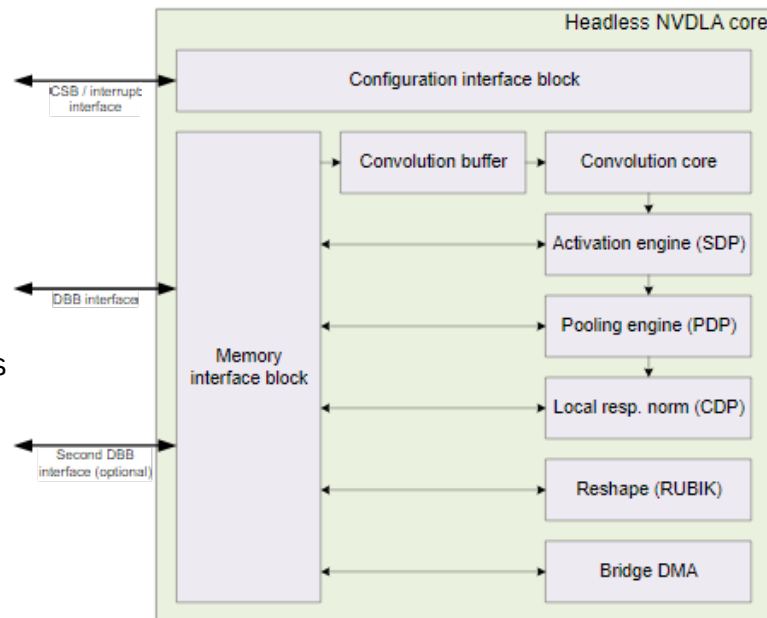 Headless NVDLA core
Configuration interface block
CSB / interrupt
interface
Convolution buffer
Convolution core
Activation engine (SDP)
DBB interface
Pooling engine (PDP)
s
Memory
interface block
Local resp. norm (CDP)
Second DBB
interface (optional)
Reshape (RUBIK)
Bridge DMA